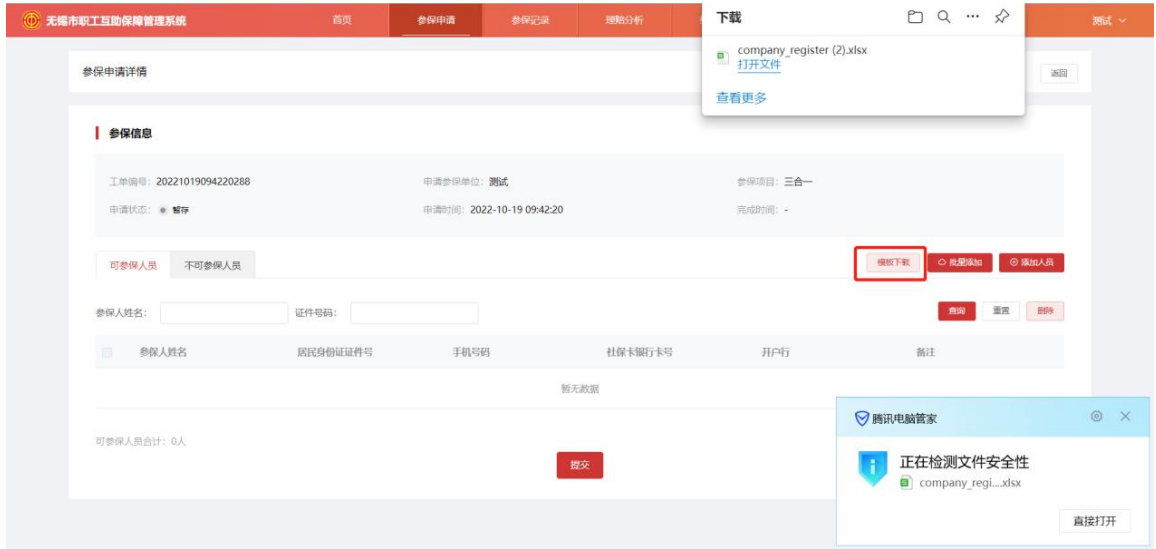 无锡市职工互助保障管理系统 首页 参保申请 参保记录 理赔分析 测试
下载
company_register (2).xlsx
打开文件
查看更多
参保申请详情 返回
参保信息
工单编号：20221019094220288 申请参保单位：测试 参保项目：三合一
申请状态：暂存 申请时间：2022-10-19 09:42:20 完成时间：-
可参保人员 不可参保人员 模板下载 批量添加 添加人员
参保人姓名： 证件号码： 查询 重置 删除
参保人姓名 居民身份证证件号 手机号码 社保卡银行卡号 开户行 备注
暂无数据
可参保人员合计：0人
提交
腾讯电脑管家
正在检测文件安全性
company_regi....xlsx
直接打开